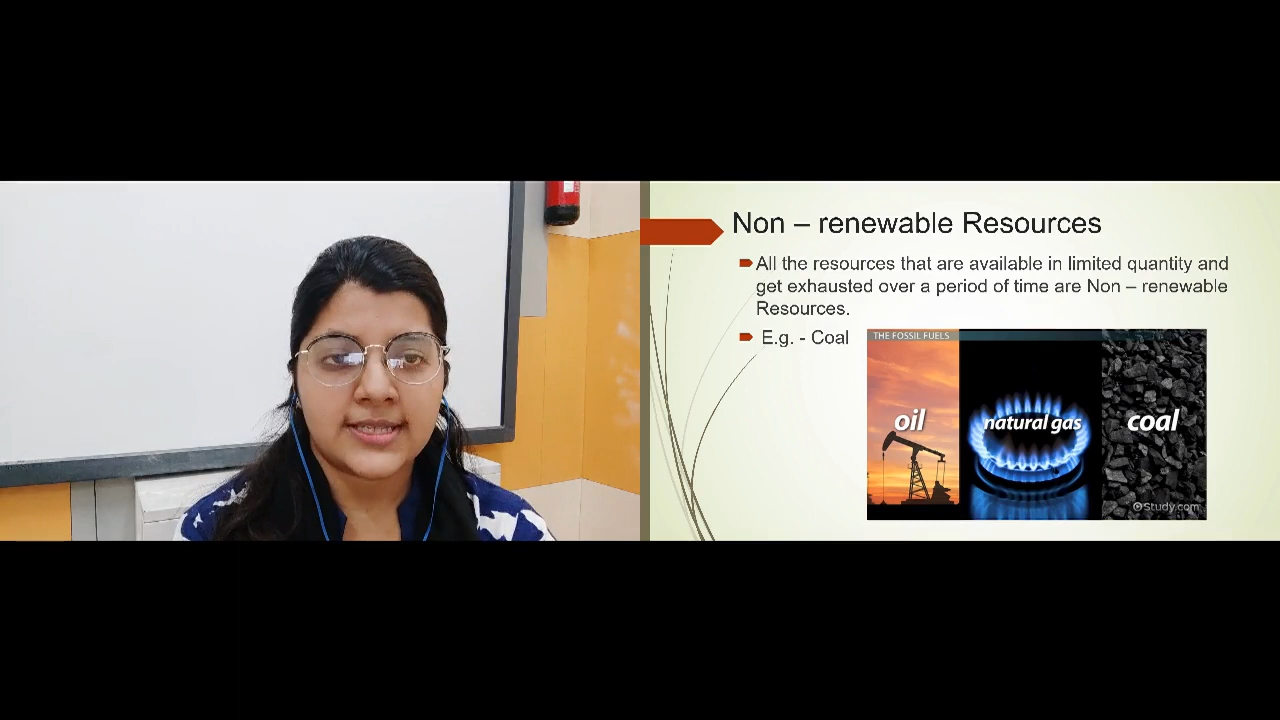 Non – renewable Resources
All the resources that are available in limited quantity and
get exhausted over a period of time are Non – renewable
Resources.
E.g. - Coal
THE FOSSIL FUELS
oil
natural gas
coal
Study.com